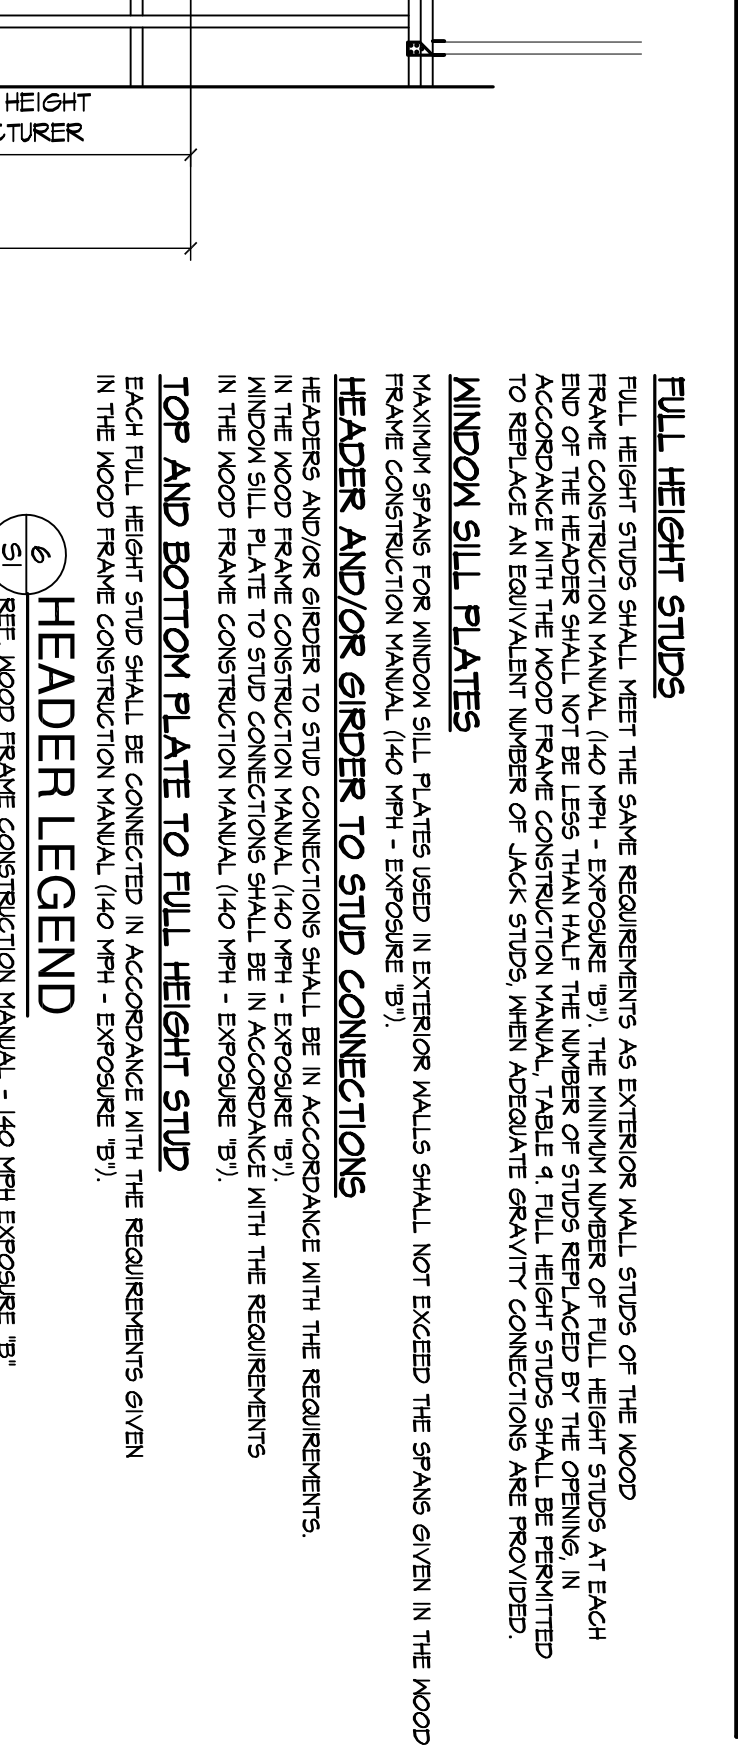 HEIGHT
CTURER
FULL HEIGHT STUDS
FULL HEIGHT STUDS SHALL MEET THE SAME REQUIREMENTS AS EXTERIOR WALL STUDS OF THE WOOD
FRAME CONSTRUCTION MANUAL (140 MPH - EXPOSURE "B"). THE MINIMUM NUMBER OF FULL HEIGHT STUDS AT EACH
END OF THE HEADER SHALL NOT BE LESS THAN HALF THE NUMBER OF STUDS REPLACED BY THE OPENING, IN
ACCORDANCE WITH THE WOOD FRAME CONSTRUCTION MANUAL, TABLE 9. FULL HEIGHT STUDS SHALL BE PERMITTED
TO REPLACE AN EQUIVALENT NUMBER OF JACK STUDS, WHEN ADEQUATE GRAVITY CONNECTIONS ARE PROVIDED.
WINDOW SILL PLATES
MAXIMUM SPANS FOR WINDOW SILL PLATES USED IN EXTERIOR WALLS SHALL NOT EXCEED THE SPANS GIVEN IN THE WOOD
FRAME CONSTRUCTION MANUAL (140 MPH - EXPOSURE "B").
HEADER AND/OR GIRDER TO STUD CONNECTIONS
HEADERS AND/OR GIRDER TO STUD CONNECTIONS SHALL BE IN ACCORDANCE WITH THE REQUIREMENTS.
IN THE WOOD FRAME CONSTRUCTION MANUAL (140 MPH - EXPOSURE "B").
WINDOW SILL PLATE TO STUD CONNECTIONS SHALL BE IN ACCORDANCE WITH THE REQUIREMENTS
IN THE WOOD FRAME CONSTRUCTION MANUAL (140 MPH - EXPOSURE "B").
TOP AND BOTTOM PLATE TO FULL HEIGHT STUD
EACH FULL HEIGHT STUD SHALL BE CONNECTED IN ACCORDANCE WITH THE REQUIREMENTS GIVEN
IN THE WOOD FRAME CONSTRUCTION MANUAL (140 MPH - EXPOSURE "B").
6
S1
HEADER LEGEND
REF. WOOD FRAME CONSTRUCTION MANUAL - 140 MPH EXPOSURE "B"